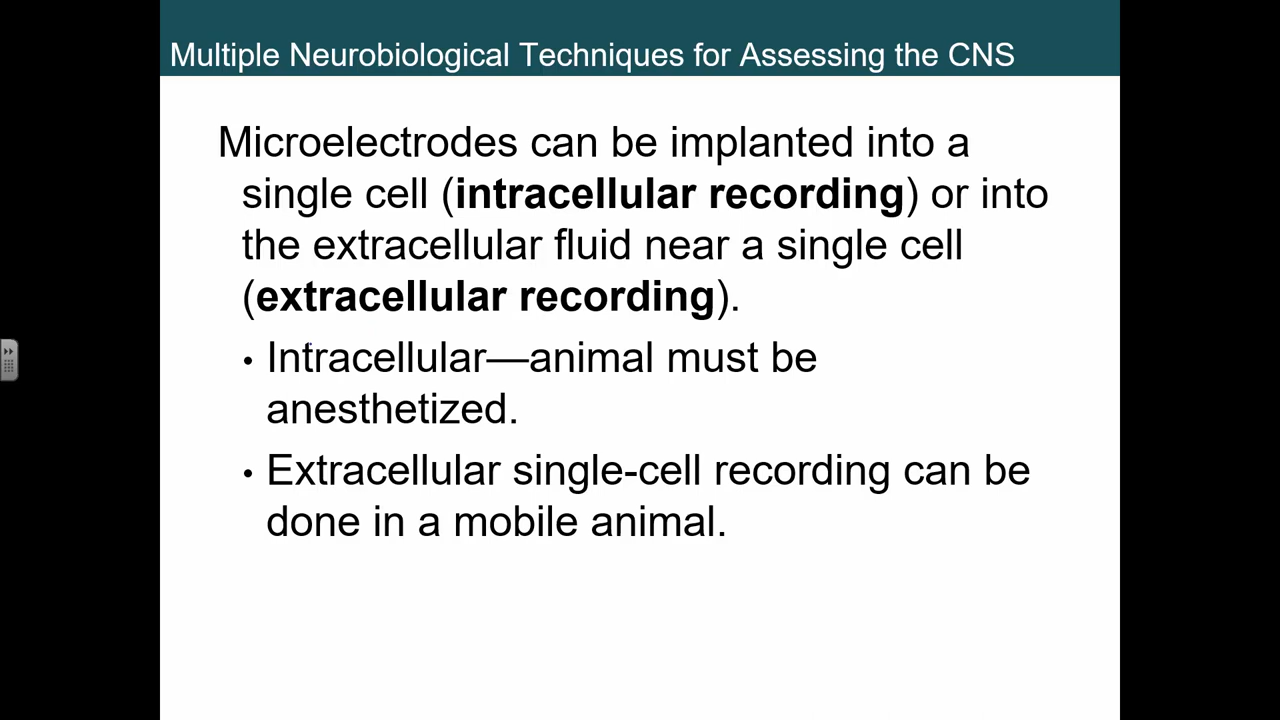 Multiple Neurobiological Techniques for Assessing the CNS
Microelectrodes can be implanted into a
single cell (intracellular recording) or into
the extracellular fluid near a single cell
(extracellular recording).
• Intracellular—animal must be
anesthetized.
• Extracellular single-cell recording can be
done in a mobile animal.